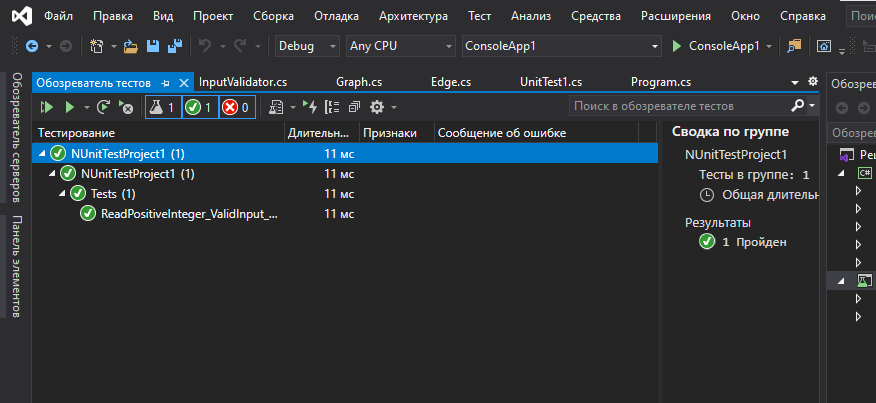 Файл Правка Вид Проект Сборка Отладка Архитектура Тест Анализ Средства Расширения Окно Справка Пои
Debug Any CPU ConsoleApp1 ConsoleApp1
Обозреватель серверов
Панель элементов
Обозреватель тестов InputValidator.cs Graph.cs Edge.cs UnitTest1.cs Program.cs
1 1 0 Поиск в обозревателе тестов
Тестирование Длительн... Признаки Сообщение об ошибке
NUnitTestProject1 (1) 11 мс
NUnitTestProject1 (1) 11 мс
Tests (1) 11 мс
ReadPositiveInteger_ValidInput_... 11 мс
Сводка по группе
NUnitTestProject1
Тесты в группе: 1
Общая длительн
Результаты
1 Пройден
Обозрев
Обозрев
Реш
C#